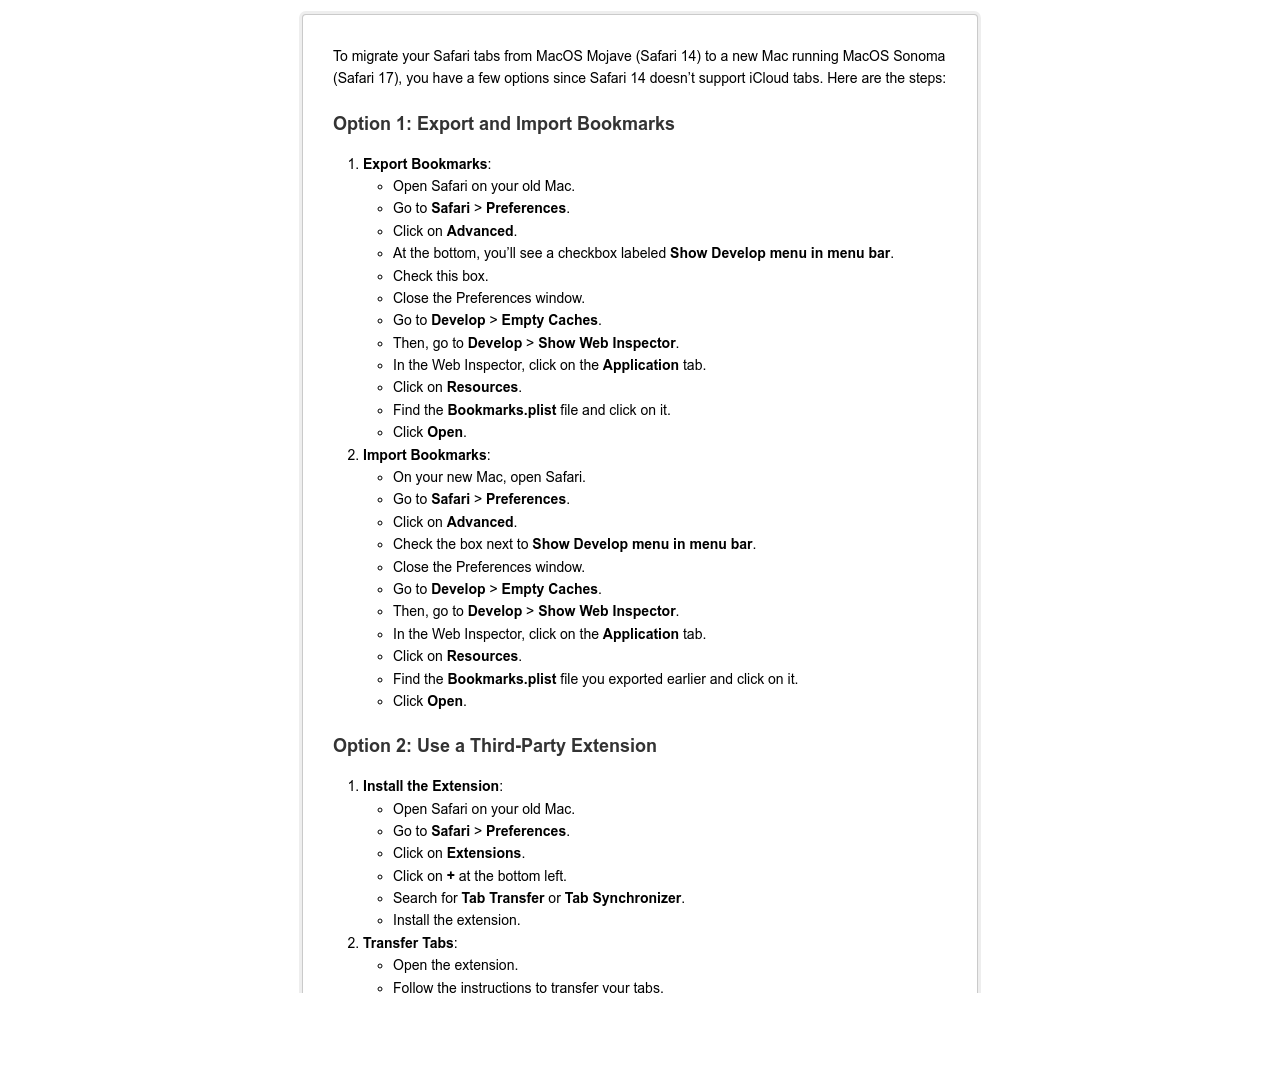 To migrate your Safari tabs from MacOS Mojave (Safari 14) to a new Mac running MacOS Sonoma
(Safari 17), you have a few options since Safari 14 doesn’t support iCloud tabs. Here are the steps:
Option 1: Export and Import Bookmarks
1. Export Bookmarks:
◦ Open Safari on your old Mac.
◦ Go to Safari > Preferences.
◦ Click on Advanced.
◦ At the bottom, you’ll see a checkbox labeled Show Develop menu in menu bar.
◦ Check this box.
◦ Close the Preferences window.
◦ Go to Develop > Empty Caches.
◦ Then, go to Develop > Show Web Inspector.
◦ In the Web Inspector, click on the Application tab.
◦ Click on Resources.
◦ Find the Bookmarks.plist file and click on it.
◦ Click Open.
2. Import Bookmarks:
◦ On your new Mac, open Safari.
◦ Go to Safari > Preferences.
◦ Click on Advanced.
◦ Check the box next to Show Develop menu in menu bar.
◦ Close the Preferences window.
◦ Go to Develop > Empty Caches.
◦ Then, go to Develop > Show Web Inspector.
◦ In the Web Inspector, click on the Application tab.
◦ Click on Resources.
◦ Find the Bookmarks.plist file you exported earlier and click on it.
◦ Click Open.
Option 2: Use a Third-Party Extension
1. Install the Extension:
◦ Open Safari on your old Mac.
◦ Go to Safari > Preferences.
◦ Click on Extensions.
◦ Click on + at the bottom left.
◦ Search for Tab Transfer or Tab Synchronizer.
◦ Install the extension.
2. Transfer Tabs:
◦ Open the extension.
◦ Follow the instructions to transfer your tabs.